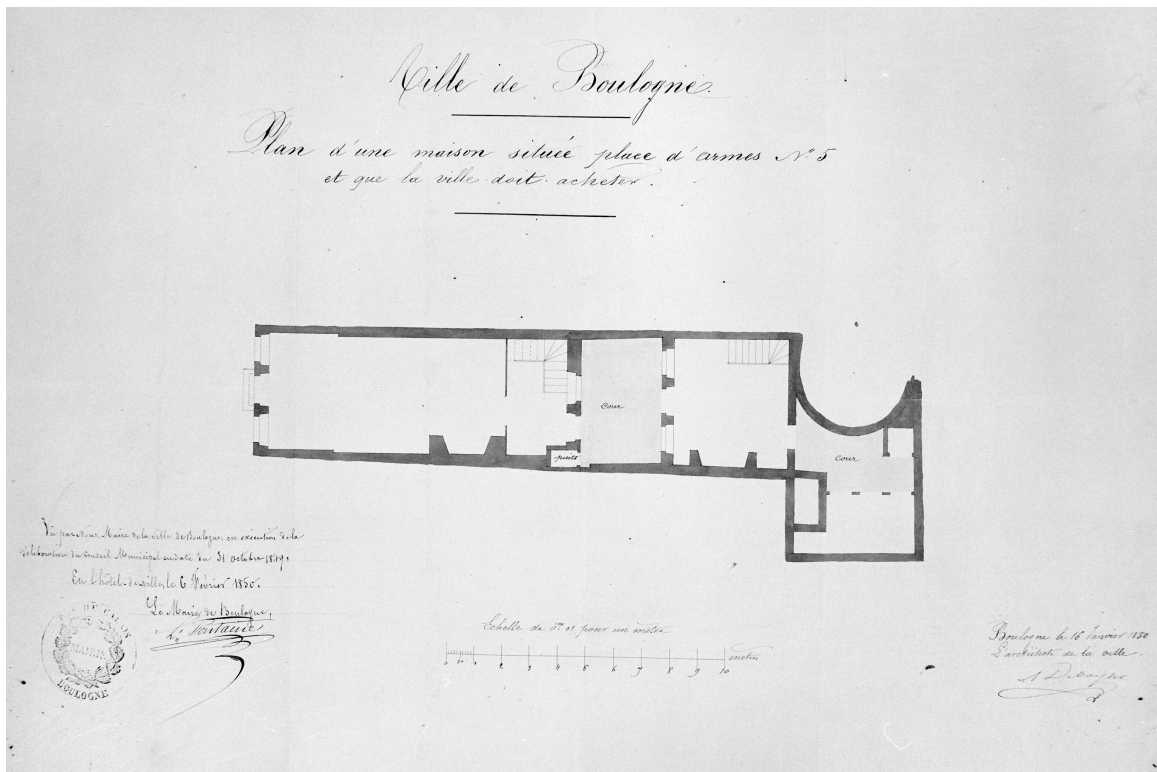 Ville de Boulogne.
Plan d'une maison située place d'armes N° 5
et que la ville doit acheter.
Cour
puits
Cour
Vu par nous Maire de la ville de Boulogne, en exécution de la
délibération du Conseil Municipal en date du 31 octobre 1849.
En l'hôtel-de-ville, le 6 Février 1850.
Le Maire de Boulogne,
MAIRIE
BOULOGNE
Echelle de 0m 01 pour un mètre
1 2 3 4 5 6 7 8 9 10 mètres
Boulogne le 16 Janvier 1850
L'architecte de la ville.